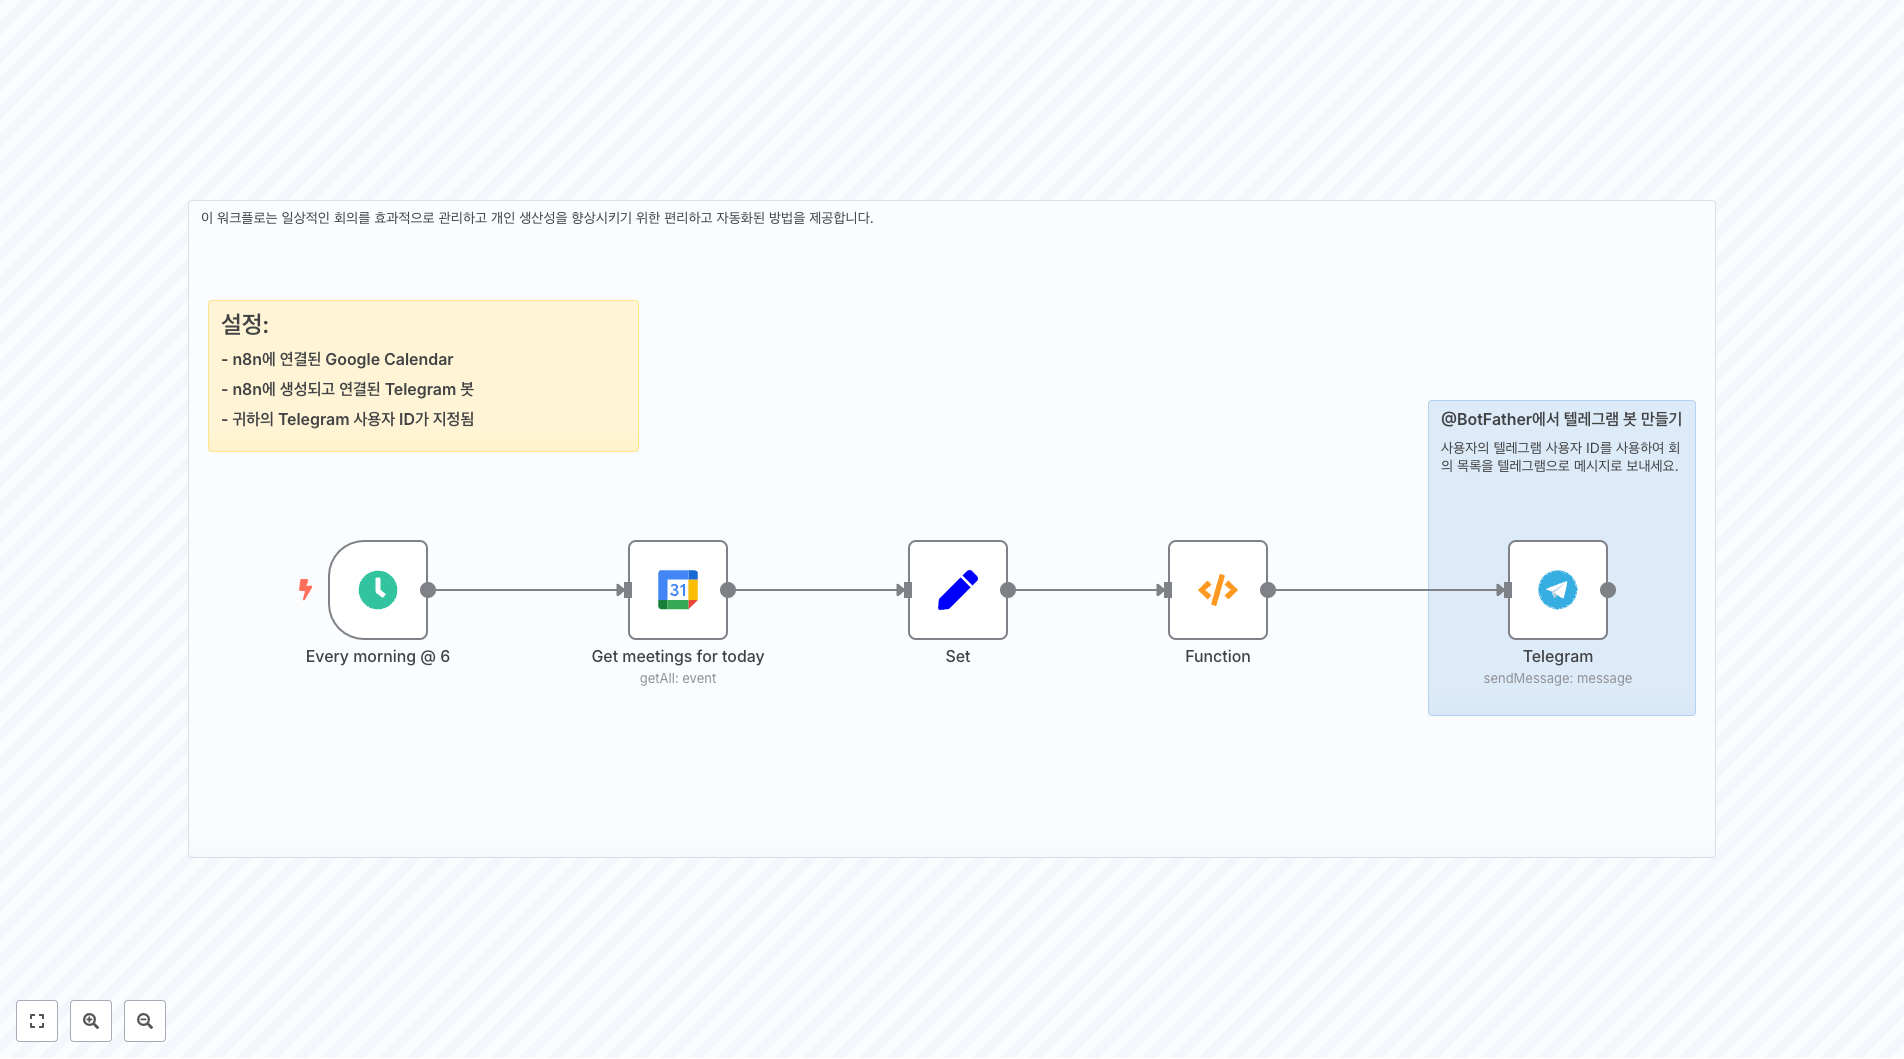 이 워크플로는 일상적인 회의를 효과적으로 관리하고 개인 생산성을 향상시키기 위한 편리하고 자동화된 방법을 제공합니다.
설정:
- n8n에 연결된 Google Calendar
- n8n에 생성되고 연결된 Telegram 봇
- 귀하의 Telegram 사용자 ID가 지정됨
@BotFather에서 텔레그램 봇 만들기
사용자의 텔레그램 사용자 ID를 사용하여 회
의 목록을 텔레그램으로 메시지로 보내세요.
31
Every morning @ 6
Get meetings for today
getAll: event
Set
Function
Telegram
sendMessage: message